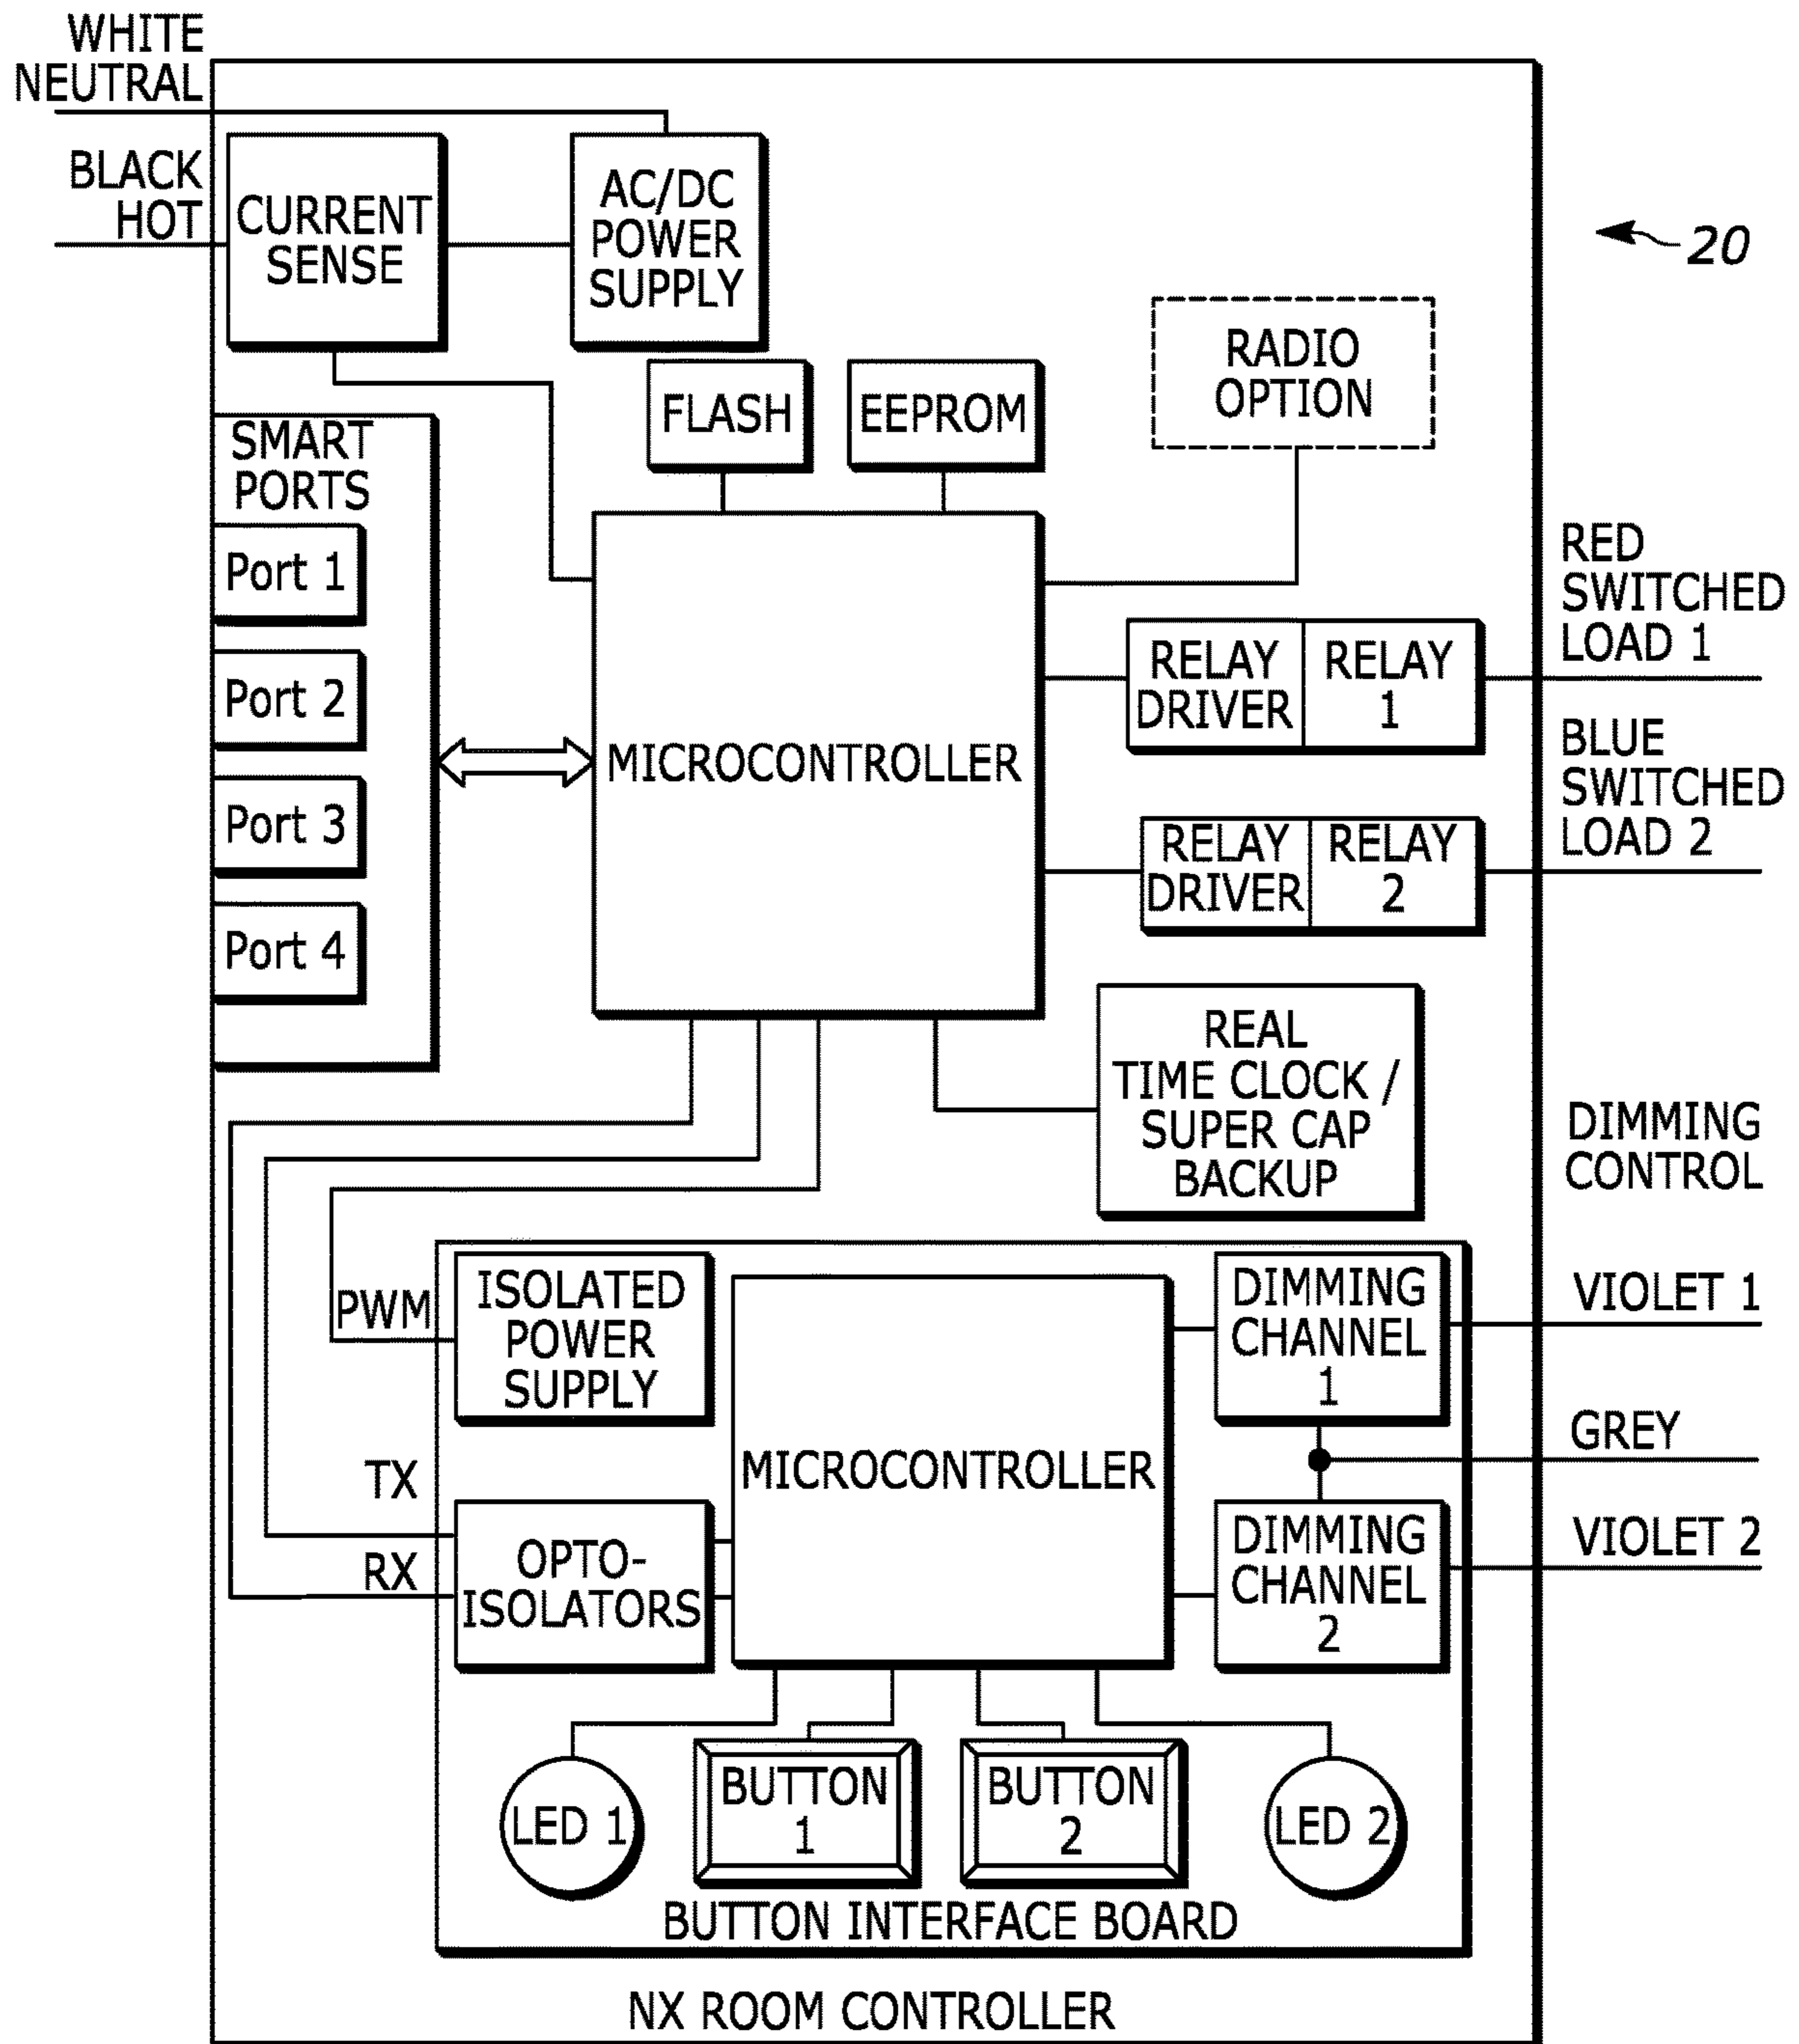 WHITE
NEUTRAL
BLACK
HOT
CURRENT
SENSE
AC/DC
POWER
SUPPLY
20
RADIO
OPTION
FLASH
EEPROM
SMART
PORTS
Port 1
Port 2
Port 3
Port 4
MICROCONTROLLER
RED
SWITCHED
LOAD 1
RELAY
DRIVER
RELAY
1
BLUE
SWITCHED
LOAD 2
RELAY
DRIVER
RELAY
2
REAL
TIME CLOCK /
SUPER CAP
BACKUP
DIMMING
CONTROL
PWM
ISOLATED
POWER
SUPPLY
MICROCONTROLLER
DIMMING
CHANNEL
1
VIOLET 1
GREY
TX
RX
OPTO-
ISOLATORS
DIMMING
CHANNEL
2
VIOLET 2
LED 1
BUTTON
1
BUTTON
2
LED 2
BUTTON INTERFACE BOARD
NX ROOM CONTROLLER